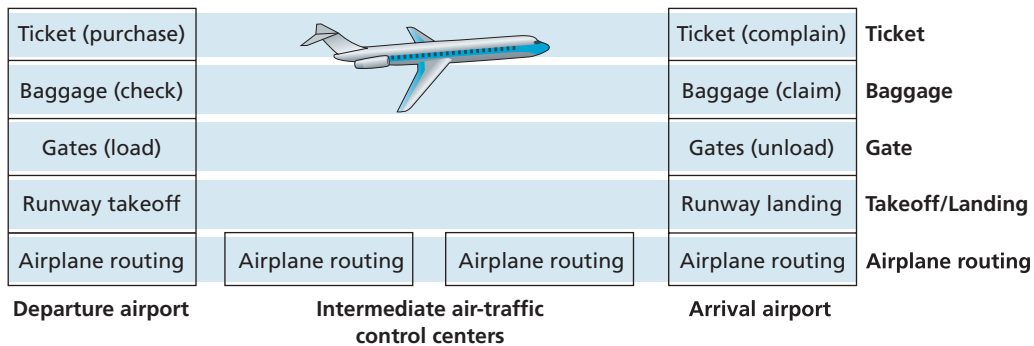 Ticket (purchase)
Ticket (complain)
Ticket
Baggage (check)
Baggage (claim)
Baggage
Gates (load)
Gates (unload)
Gate
Runway takeoff
Runway landing
Takeoff/Landing
Airplane routing
Airplane routing
Airplane routing
Airplane routing
Airplane routing
Departure airport
Intermediate air-traffic
control centers
Arrival airport